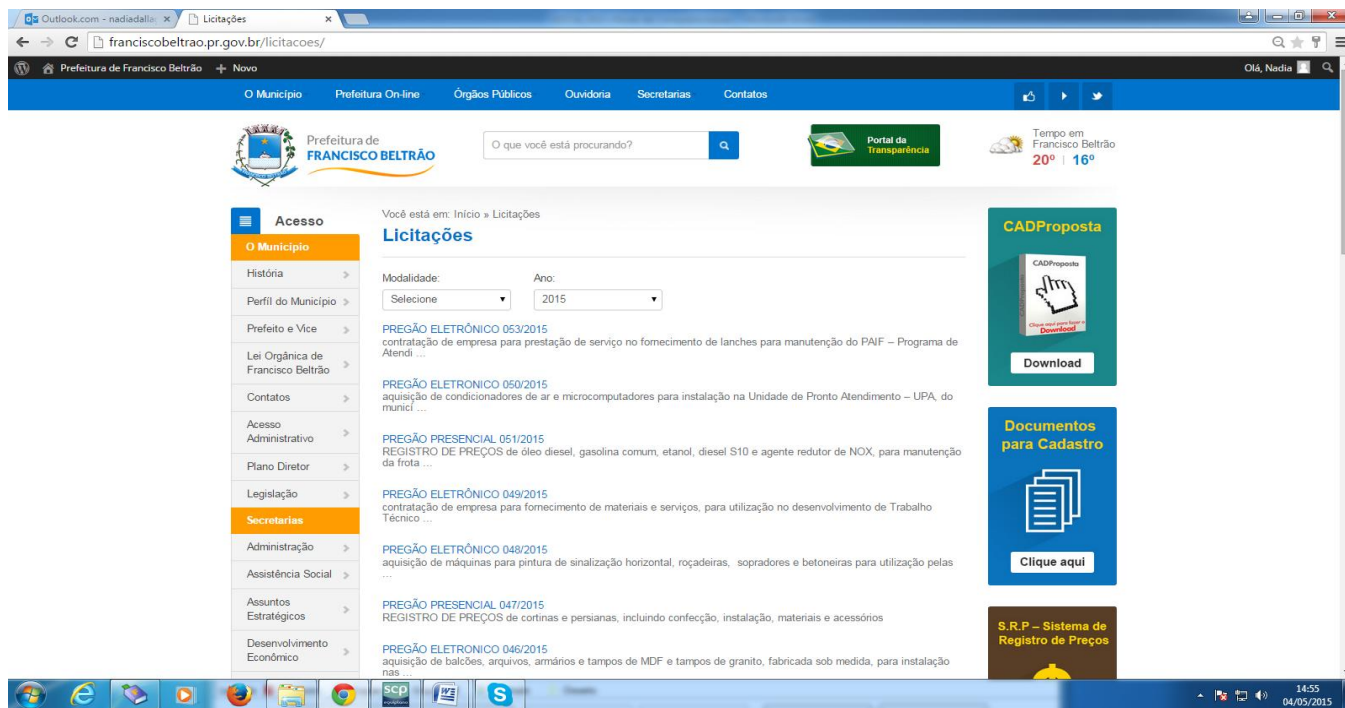 Outlook.com - nadiadalla
Licitações
franciscobeltrao.pr.gov.br/licitacoes/
Prefeitura de Francisco Beltrão
+ Novo
Olá, Nadia
O Município
Prefeitura On-line
Órgãos Públicos
Ouvidoria
Secretarias
Contatos
Prefeitura de
FRANCISCO BELTRÃO
O que você está procurando?
Portal da
Transparência
Tempo em
Francisco Beltrão
20º | 16º
Acesso
O Município
História
Perfíl do Município
Prefeito e Vice
Lei Orgânica de
Francisco Beltrão
Contatos
Acesso
Administrativo
Plano Diretor
Legislação
Secretarias
Administração
Assistência Social
Assuntos
Estratégicos
Desenvolvimento
Econômico
Você está em: Início » Licitações
Licitações
Modalidade:
Ano:
Selecione
2015
PREGÃO ELETRÔNICO 053/2015
contratação de empresa para prestação de serviço no fornecimento de lanches para manutenção do PAIF – Programa de
Atendi ...
PREGÃO ELETRONICO 050/2015
aquisição de condicionadores de ar e microcomputadores para instalação na Unidade de Pronto Atendimento – UPA, do
municí ...
PREGÃO PRESENCIAL 051/2015
REGISTRO DE PREÇOS de óleo diesel, gasolina comum, etanol, diesel S10 e agente redutor de NOX, para manutenção
da frota ...
PREGÃO ELETRÔNICO 049/2015
contratação de empresa para fornecimento de materiais e serviços, para utilização no desenvolvimento de Trabalho
Técnico ...
PREGÃO ELETRÔNICO 048/2015
aquisição de máquinas para pintura de sinalização horizontal, roçadeiras, sopradores e betoneiras para utilização pelas
...
PREGÃO PRESENCIAL 047/2015
REGISTRO DE PREÇOS de cortinas e persianas, incluindo confecção, instalação, materiais e acessórios
PREGÃO ELETRONICO 046/2015
aquisição de balcões, arquivos, armários e tampos de MDF e tampos de granito, fabricada sob medida, para instalação
nas ...
CADProposta
CADProposta
Clique aqui para fazer o
Download
Download
Documentos
para Cadastro
Clique aqui
S.R.P – Sistema de
Registro de Preços
scp
14:55
04/05/2015